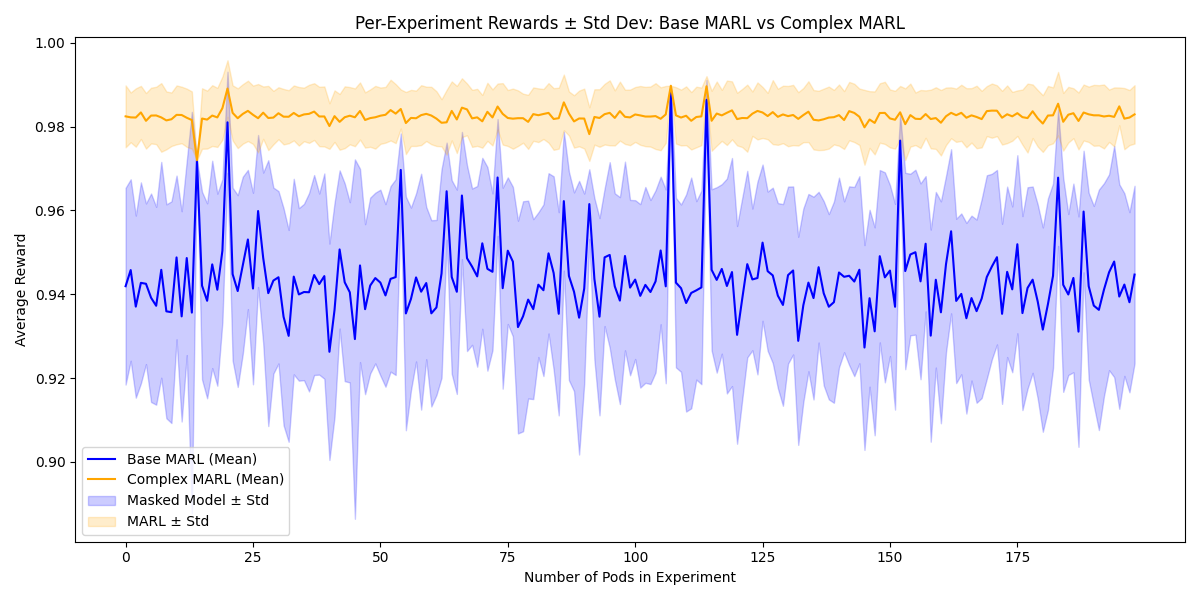 Per-Experiment Rewards ± Std Dev: Base MARL vs Complex MARL
Average Reward
1.00
0.98
0.96
0.94
0.92
0.90
Base MARL (Mean)
Complex MARL (Mean)
Masked Model ± Std
MARL ± Std
0 25 50 75 100 125 150 175
Number of Pods in Experiment